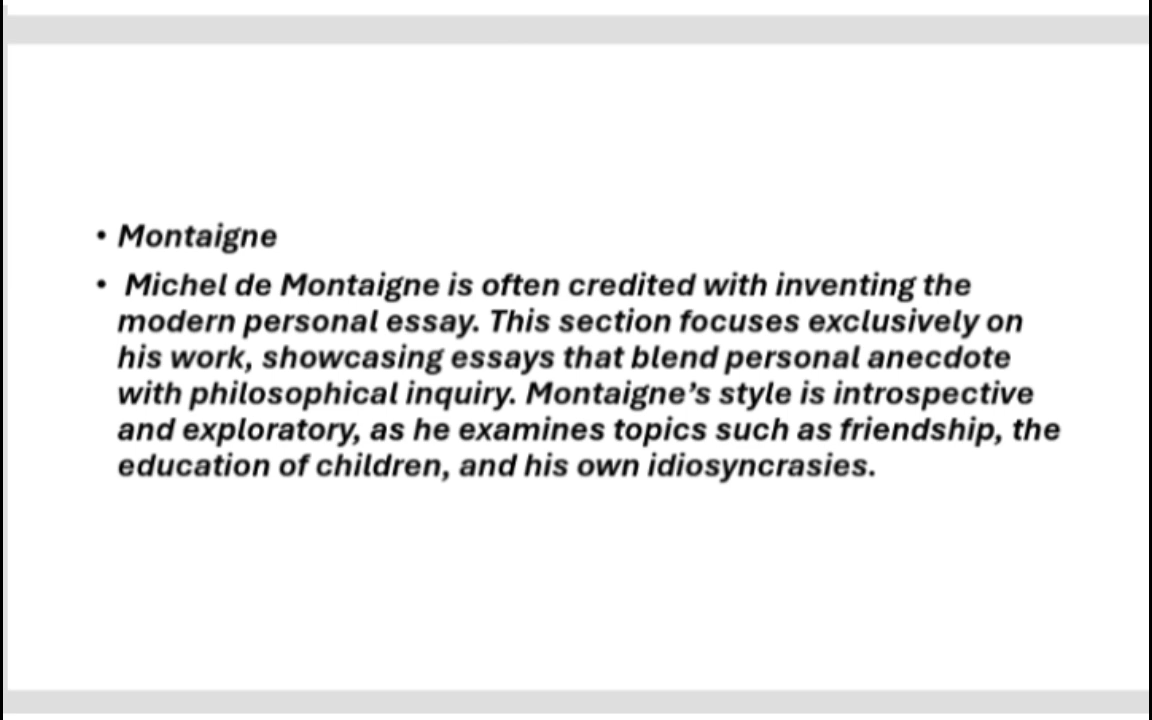 • Montaigne
• Michel de Montaigne is often credited with inventing the
modern personal essay. This section focuses exclusively on
his work, showcasing essays that blend personal anecdote
with philosophical inquiry. Montaigne’s style is introspective
and exploratory, as he examines topics such as friendship, the
education of children, and his own idiosyncrasies.